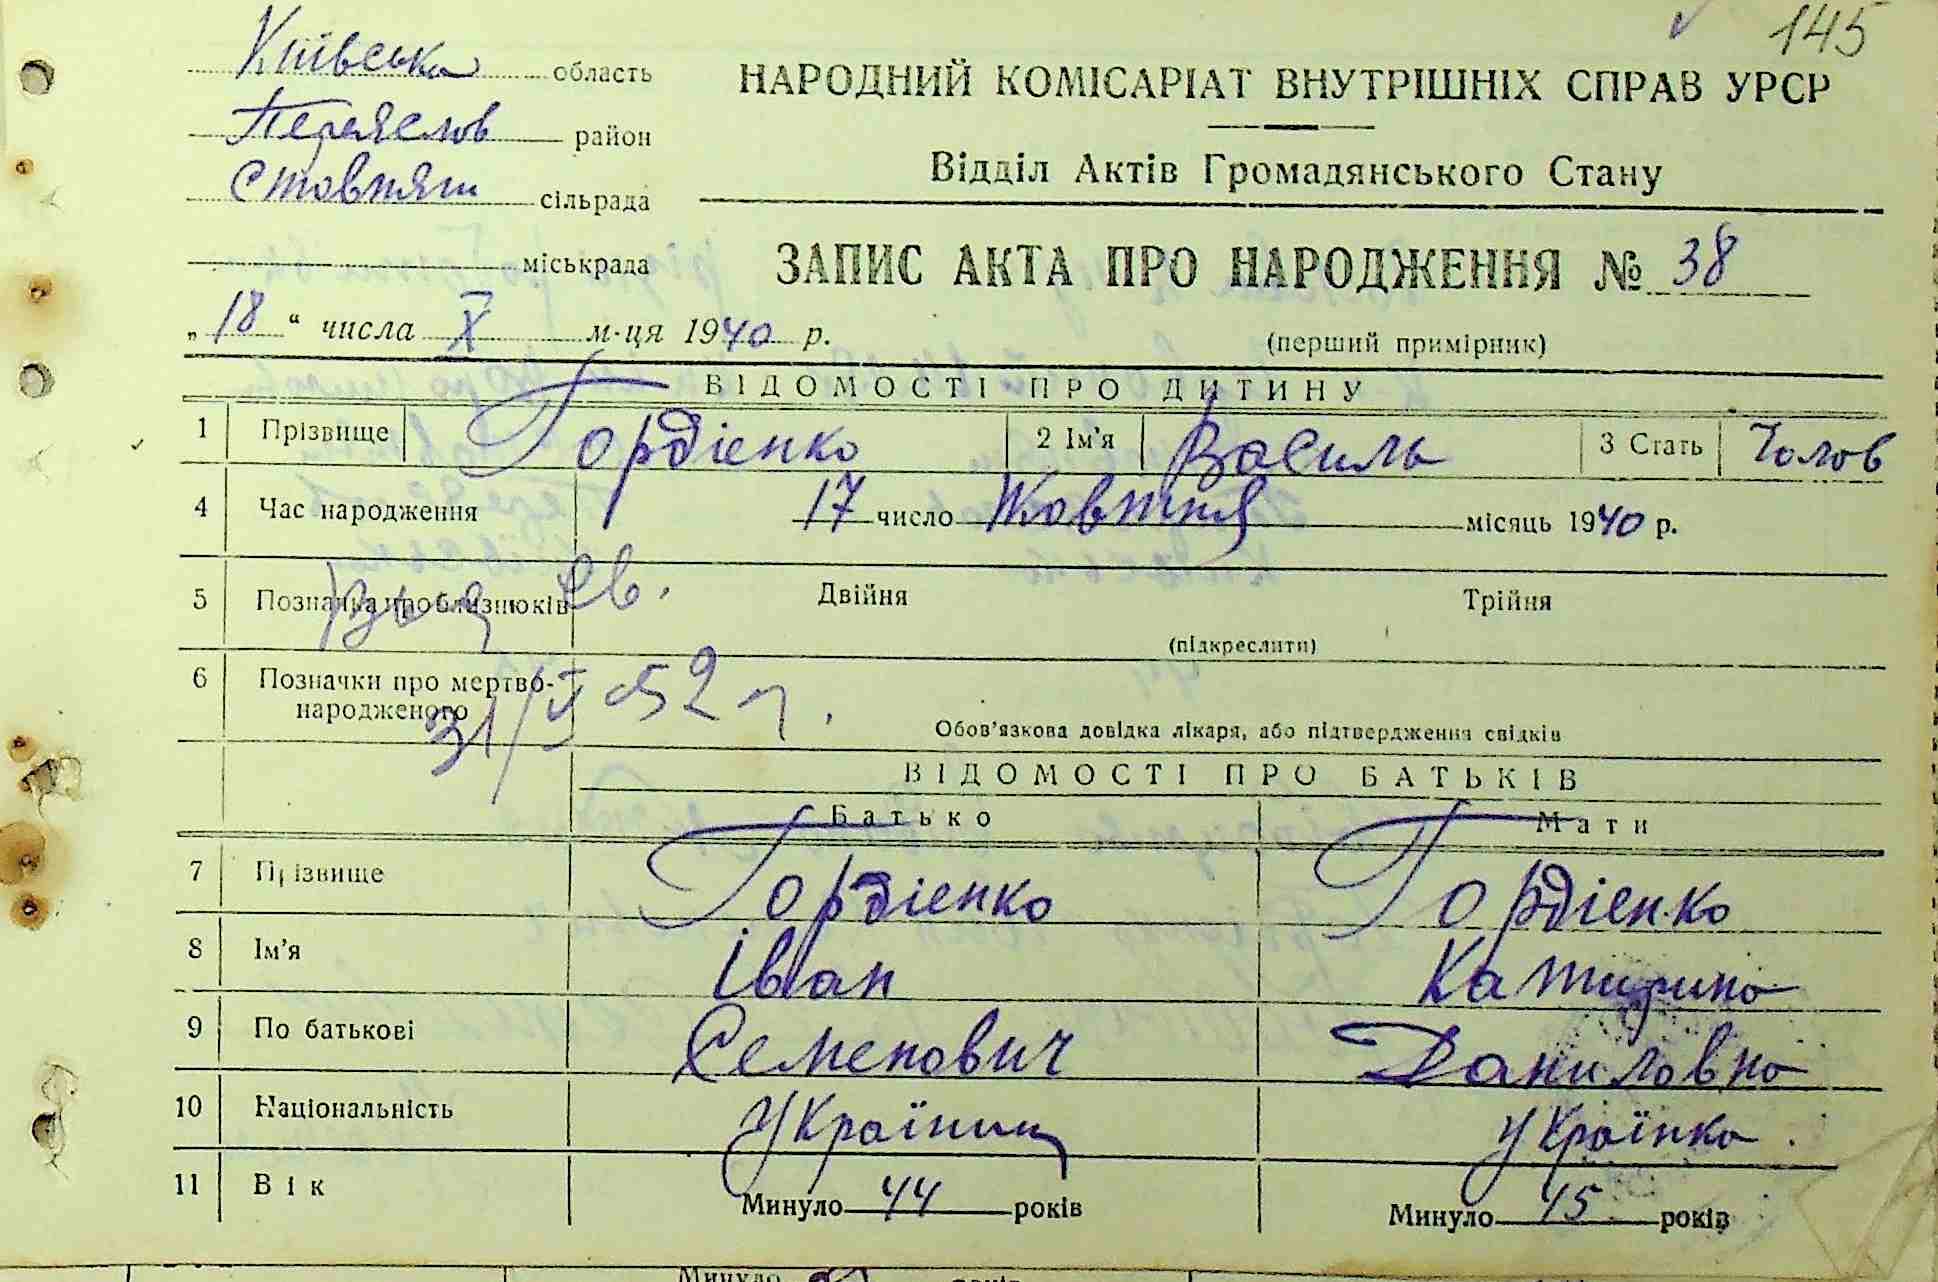 145
Київська область
НАРОДНИЙ КОМІСАРІАТ ВНУТРІШНІХ СПРАВ УРСР
Переяслов район
Відділ Актів Громадянського Стану
Стовпяги сільрада
міськрада
ЗАПИС АКТА ПРО НАРОДЖЕННЯ № 38
„18“ числа X м-ця 1940 р.
(перший примірник)
ВІДОМОСТІ ПРО ДИТИНУ
1 Прізвище Гордієнко 2 Ім'я Василь 3 Стать Чолов
4 Час народження 17 число Жовтня місяць 1940 р.
5 Позначка про близнюків Двійня Трійня
(підкреслити)
6 Позначки про мертво-
народженого
31/V 52 г.
Обов'язкова довідка лікаря, або підтвердження свідків
ВІДОМОСТІ ПРО БАТЬКІВ
Батько Мати
7 Прізвище Гордієнко Гордієнко
8 Ім'я Іван Катирина
9 По батькові Семенович Даниловна
10 Національність Українець Українка
11 Вік Минуло 44 років Минуло 45 років
Минуло років